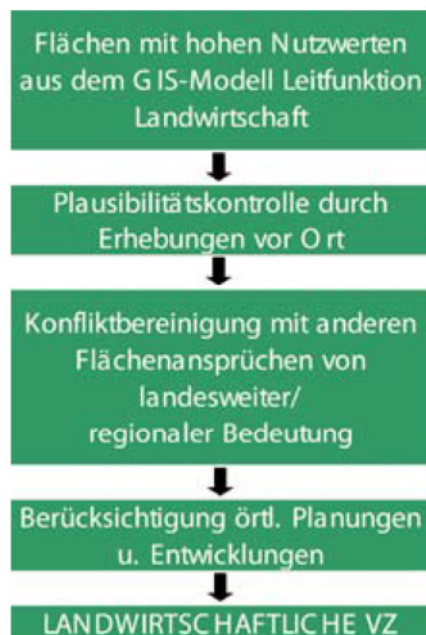 Flächen mit hohen Nutzwerten
aus dem GIS-Modell Leitfunktion
Landwirtschaft
Plausibilitätskontrolle durch
Erhebungen vor Ort
Konfliktbereinigung mit anderen
Flächenansprüchen von
landesweiter/
regionaler Bedeutung
Berücksichtigung örtl. Planungen
u. Entwicklungen
LANDWIRTSCHAFTLICHE VZ